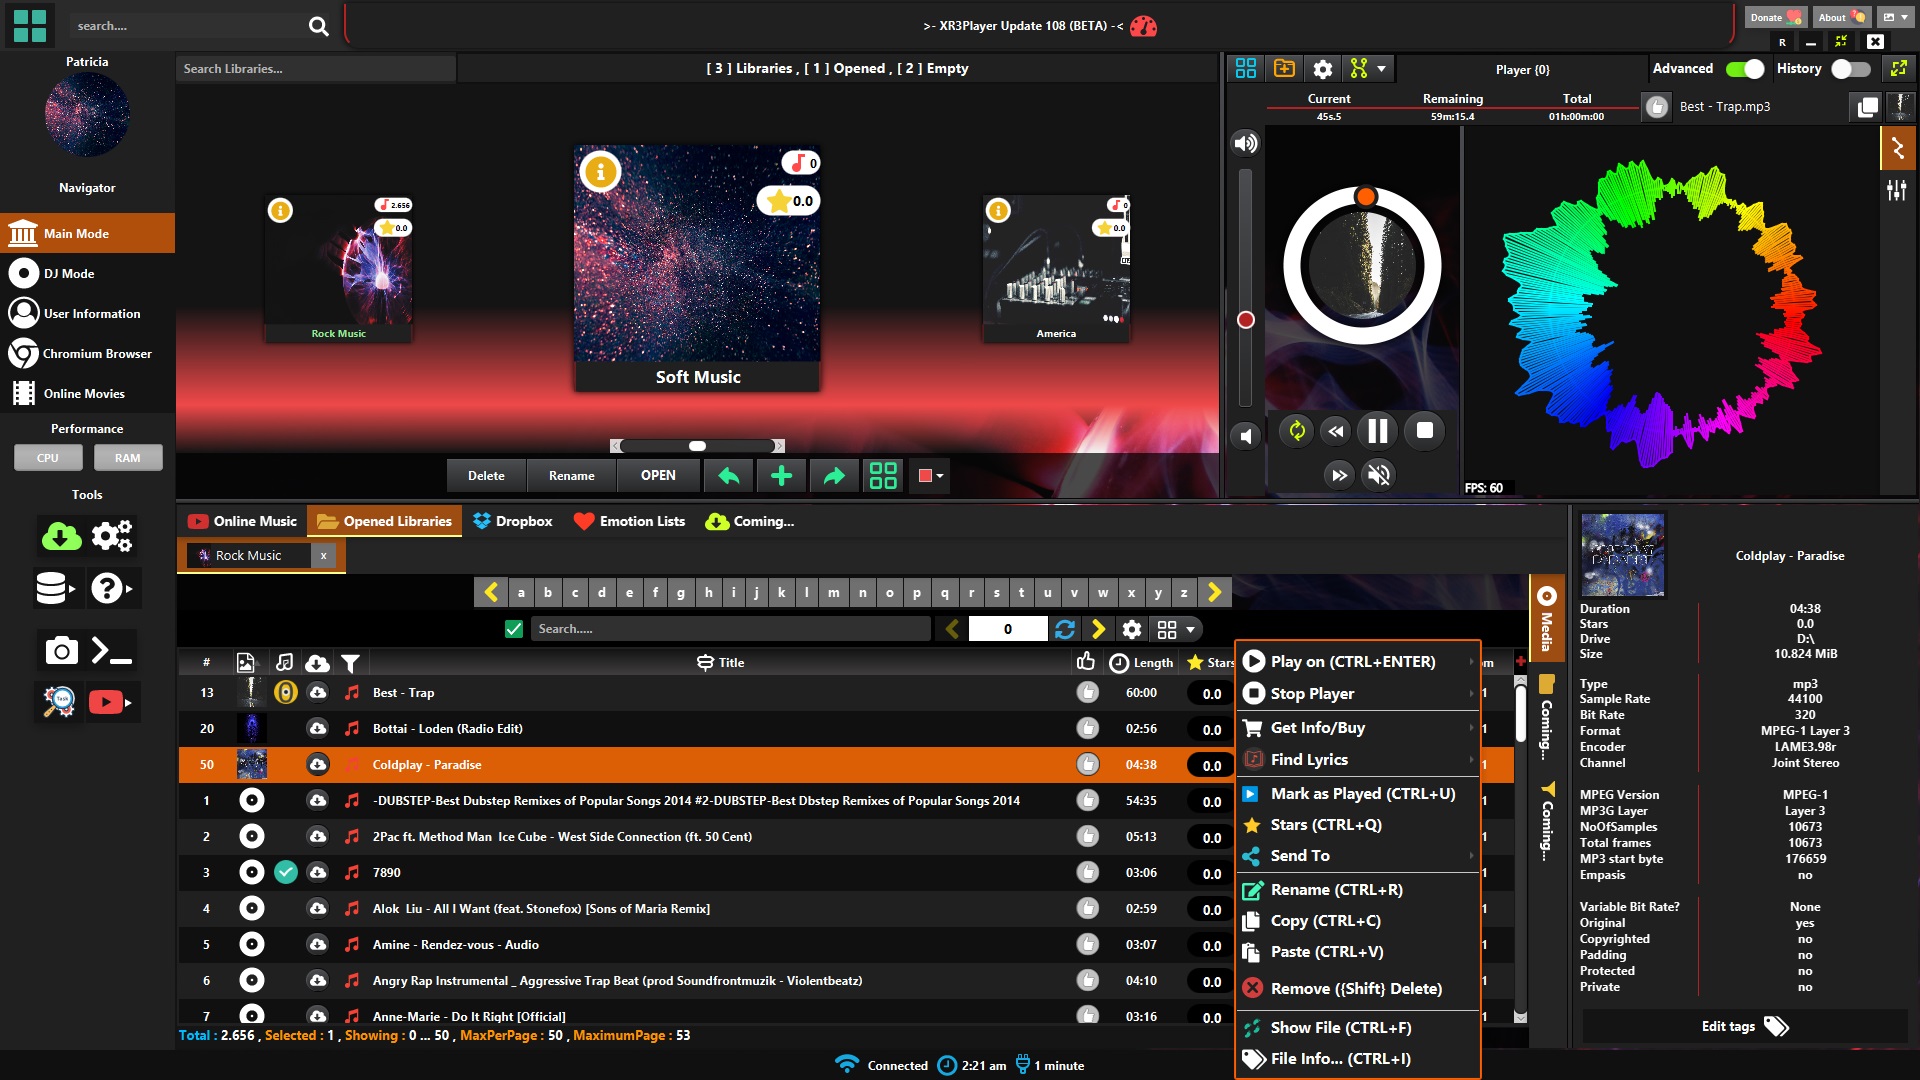 search....
>- XR3Player Update 108 (BETA) -<
Donate
About
R
Patricia
Navigator
Main Mode
DJ Mode
User Information
Chromium Browser
Online Movies
Performance
CPU
RAM
Tools
Search Libraries...
[ 3 ] Libraries , [ 1 ] Opened , [ 2 ] Empty
2.656
0.0
Rock Music
0
0.0
Soft Music
0
0.0
America
Delete
Rename
OPEN
Player {0}
Advanced
History
Current
Remaining
Total
45s.5
59m:15.4
01h:00m:00
Best - Trap.mp3
FPS: 60
Online Music
Opened Libraries
Dropbox
Emotion Lists
Coming...
Rock Music
x
a b c d e f g h i j k l m n o p q r s t u v w x y z
Search.....
0
# Title Length Stars
13 Best - Trap 60:00 0.0
20 Bottai - Loden (Radio Edit) 02:56 0.0
50 Coldplay - Paradise 04:38 0.0
1 -DUBSTEP-Best Dubstep Remixes of Popular Songs 2014 #2-DUBSTEP-Best Dbstep Remixes of Popular Songs 2014 54:35 0.0
2 2Pac ft. Method Man  Ice Cube - West Side Connection (ft. 50 Cent) 05:13 0.0
3 7890 03:06 0.0
4 Alok  Liu - All I Want (feat. Stonefox) [Sons of Maria Remix] 02:59 0.0
5 Amine - Rendez-vous - Audio 03:07 0.0
6 Angry Rap Instrumental _ Aggressive Trap Beat (prod Soundfrontmuzik - Violentbeatz) 04:10 0.0
7 Anne-Marie - Do It Right [Official] 03:16 0.0
Total : 2.656 , Selected : 1 , Showing : 0 ... 50 , MaxPerPage : 50 , MaximumPage : 53
Play on (CTRL+ENTER)
Stop Player
Get Info/Buy
Find Lyrics
Mark as Played (CTRL+U)
Stars (CTRL+Q)
Send To
Rename (CTRL+R)
Copy (CTRL+C)
Paste (CTRL+V)
Remove ({Shift} Delete)
Show File (CTRL+F)
File Info... (CTRL+I)
Media
Coming...
Coming...
Coldplay - Paradise
Duration 04:38
Stars 0.0
Drive D:\
Size 10.824 MiB
Type mp3
Sample Rate 44100
Bit Rate 320
Format MPEG-1 Layer 3
Encoder LAME3.98r
Channel Joint Stereo
MPEG Version MPEG-1
MP3G Layer Layer 3
NoOfSamples 10673
Total frames 10673
MP3 start byte 176659
Empasis no
Variable Bit Rate? None
Original yes
Copyrighted no
Padding no
Protected no
Private no
Edit tags
Connected
2:21 am
1 minute